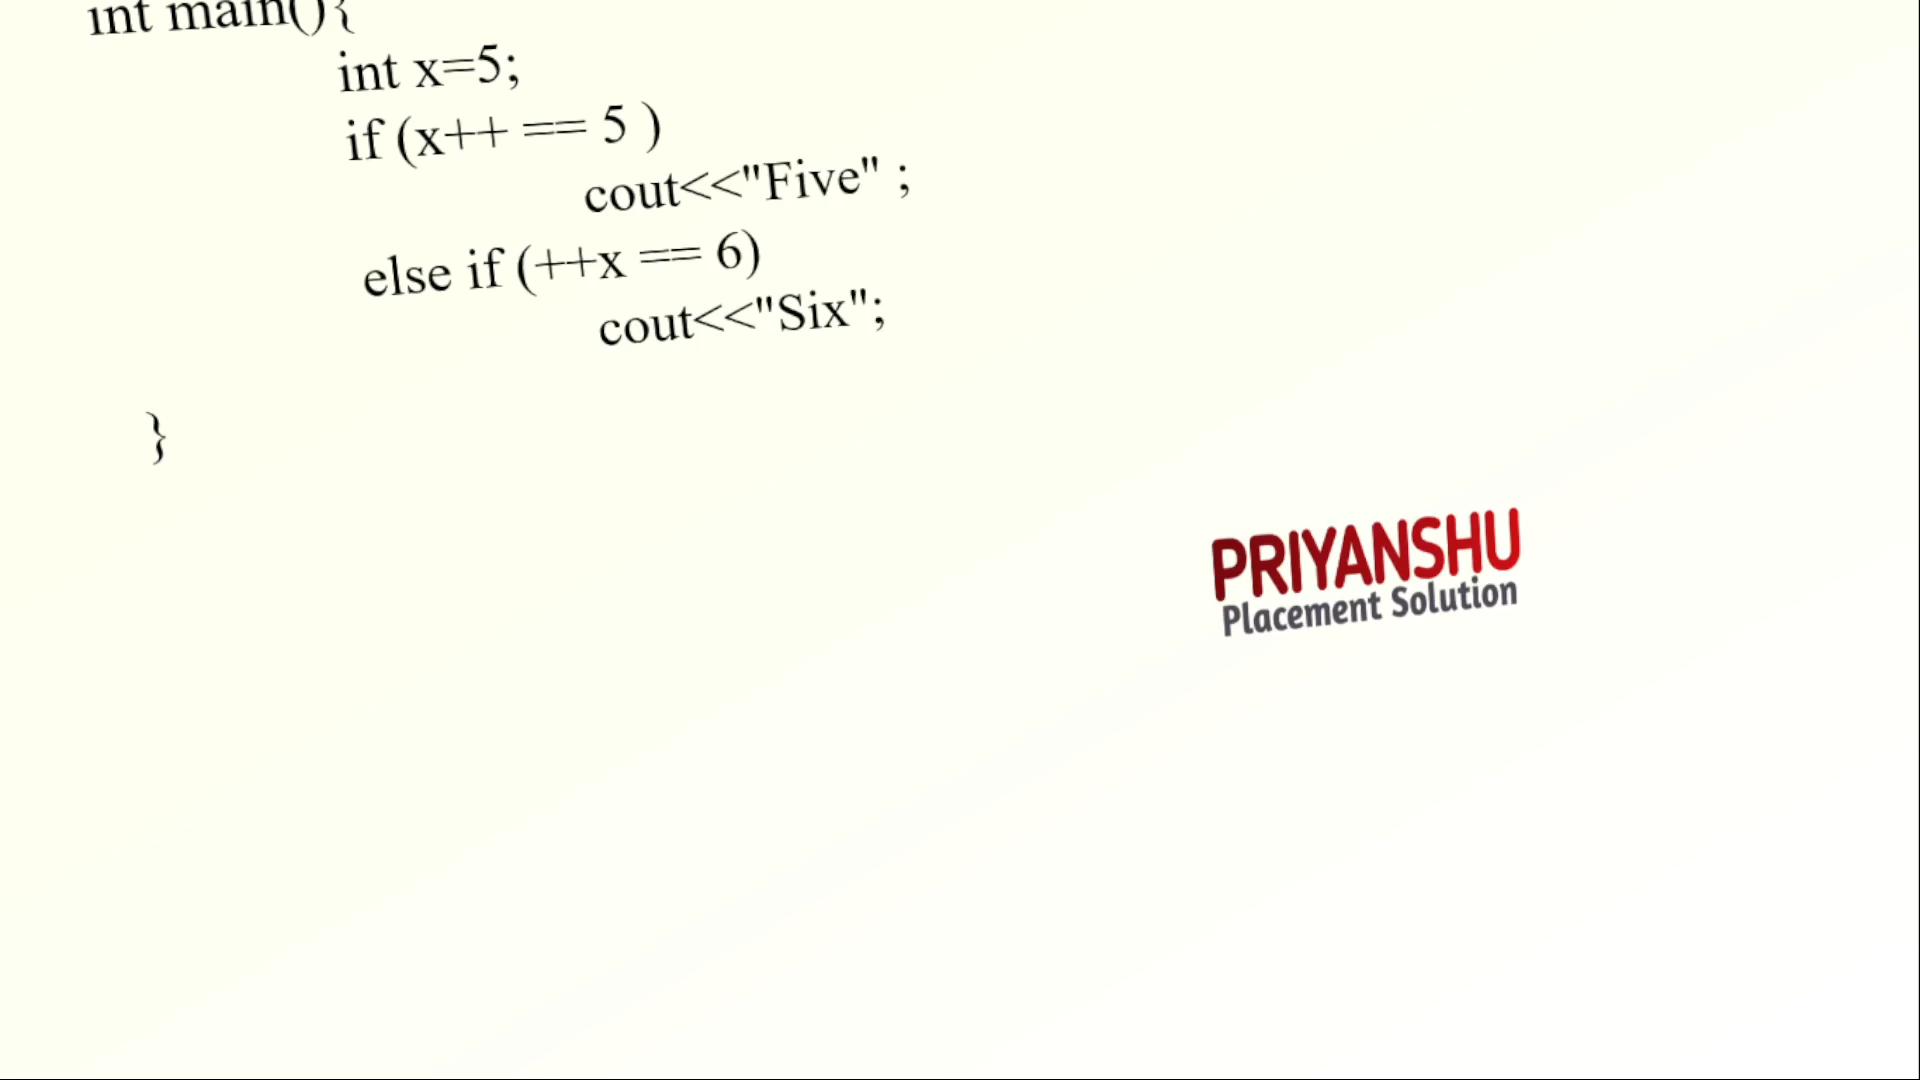 int main(){
int x=5;
if (x++ == 5 )
cout<<"Five" ;
else if (++x == 6)
cout<<"Six";
}
PRIYANSHU
Placement Solution